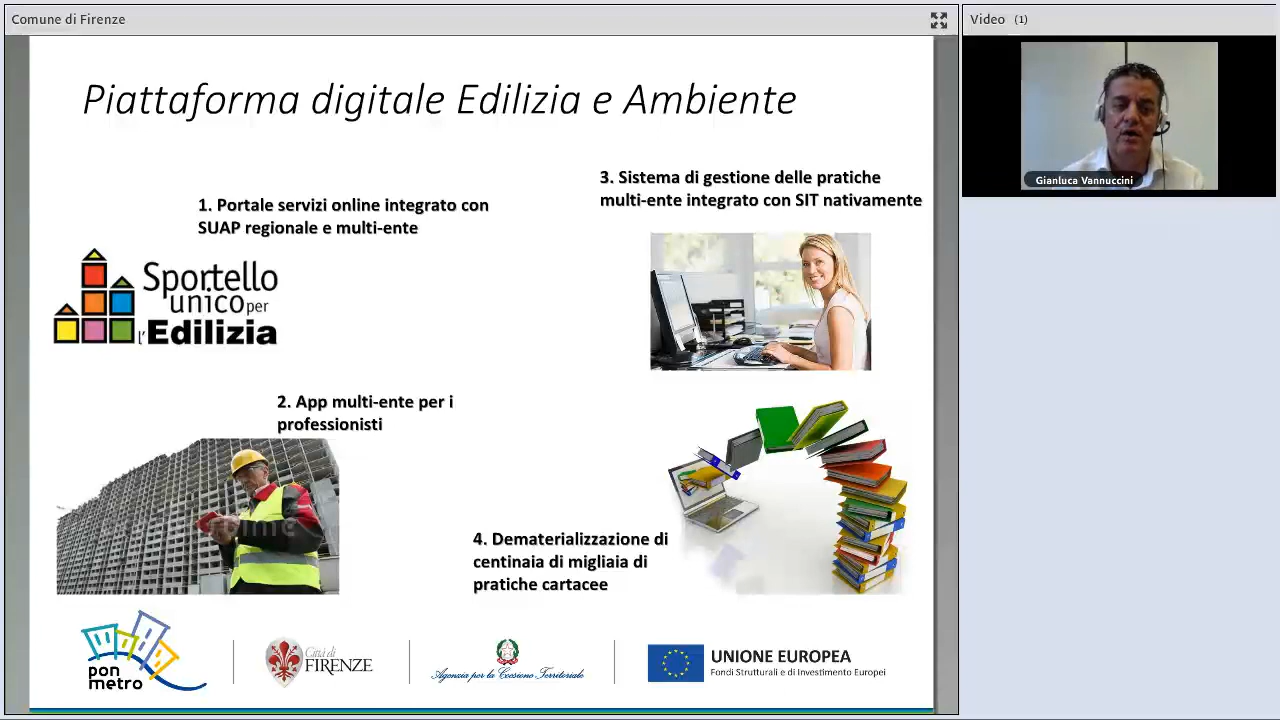 Comune di Firenze
Video (1)
Gianluca Vannuccini
Piattaforma digitale Edilizia e Ambiente
1. Portale servizi online integrato con
SUAP regionale e multi-ente
Sportello
unico per
l'Edilizia
2. App multi-ente per i
professionisti
3. Sistema di gestione delle pratiche
multi-ente integrato con SIT nativamente
4. Dematerializzazione di
centinaia di migliaia di
pratiche cartacee
pon
metro
Città di
FIRENZE
Agenzia per la Coesione Territoriale
UNIONE EUROPEA
Fondi Strutturali e di Investimento Europei